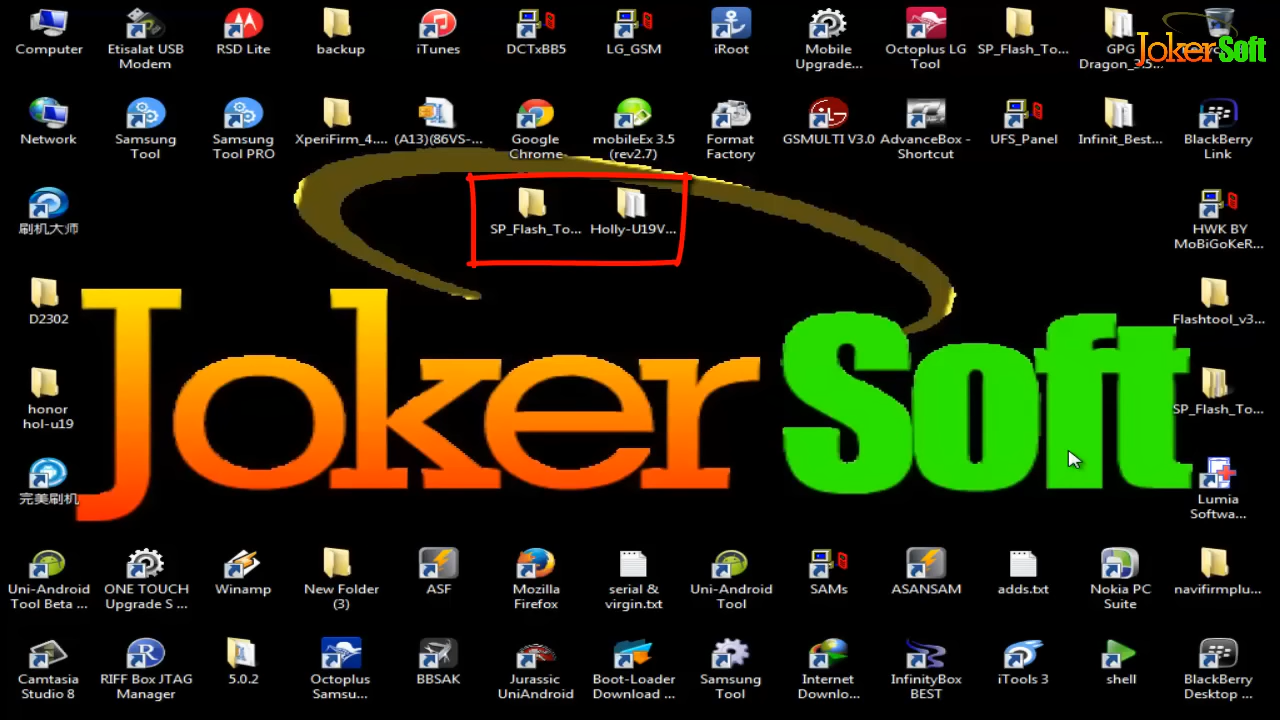 Computer
Etisalat USB
Modem
RSD Lite
backup
iTunes
DCTxBB5
LG_GSM
iRoot
Mobile
Upgrade...
Octoplus LG
Tool
SP_Flash_To...
GPG
Dragon_3.5...
JokerSoft
Network
Samsung
Tool
Samsung
Tool PRO
XperiFirm_4....
(A13)(86VS-...
Google
Chrome
mobileEx 3.5
(rev2.7)
Format
Factory
GSMULTI V3.0
AdvanceBox -
Shortcut
UFS_Panel
Infinit_Best...
BlackBerry
Link
刷机大师
SP_Flash_To...
Holly-U19V...
HWK BY
MoBiGoKeR...
D2302
Flashtool_v3...
JokerSoft
honor
hol-u19
SP_Flash_To...
完美刷机
Lumia
Softwa...
Uni-Android
Tool Beta ...
ONE TOUCH
Upgrade S ...
Winamp
New Folder
(3)
ASF
Mozilla
Firefox
serial &
virgin.txt
Uni-Android
Tool
SAMs
ASANSAM
adds.txt
Nokia PC
Suite
navifirmplu...
Camtasia
Studio 8
RIFF Box JTAG
Manager
5.0.2
Octoplus
Samsu...
BBSAK
Jurassic
UniAndroid
Boot-Loader
Download ...
Samsung
Tool
Internet
Downlo...
InfinityBox
BEST
iTools 3
shell
BlackBerry
Desktop ...